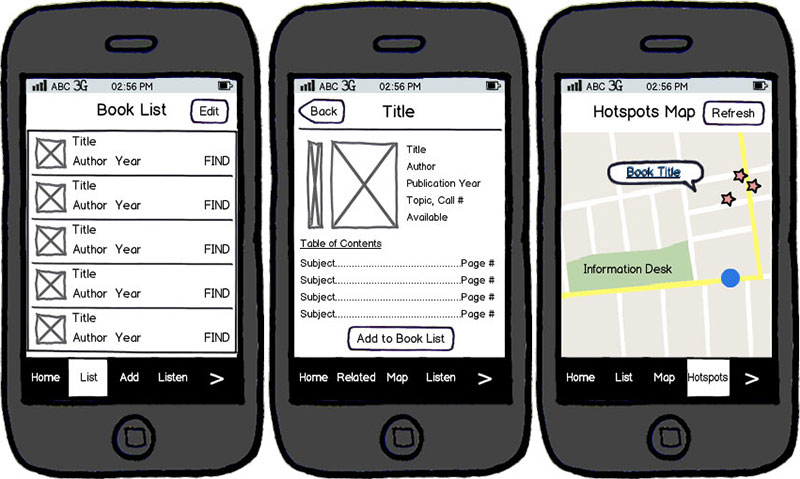 ABC 3G 02:56 PM
Book List Edit
Title
Author Year FIND
Title
Author Year FIND
Title
Author Year FIND
Title
Author Year FIND
Title
Author Year FIND
Home List Add Listen >
ABC 3G 02:56 PM
Back Title
Title
Author
Publication Year
Topic, Call #
Available
Table of Contents
Subject..............................Page #
Subject..............................Page #
Subject..............................Page #
Subject..............................Page #
Add to Book List
Home Related Map Listen >
ABC 3G 02:56 PM
Hotspots Map Refresh
Book Title
Information Desk
Home List Map Hotspots >